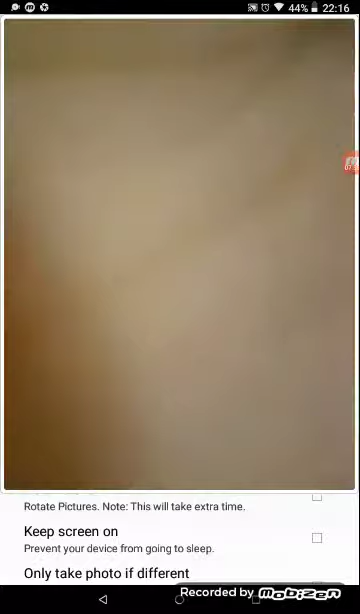 44% 22:16
Rotate Pictures. Note: This will take extra time.
Keep screen on
Prevent your device from going to sleep.
Only take photo if different
Recorded by mobizen